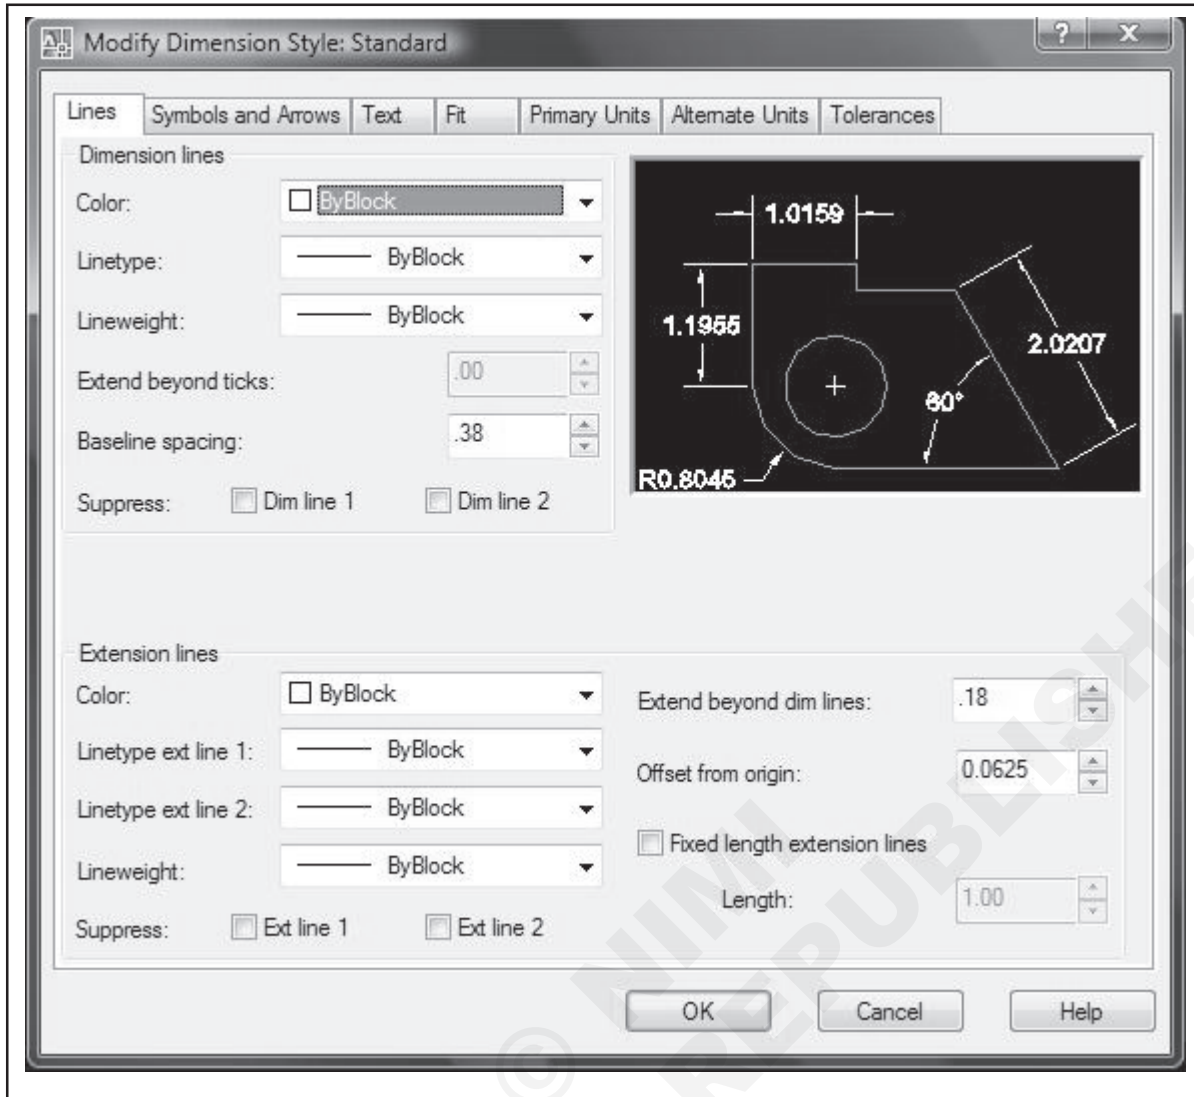 Modify Dimension Style: Standard
? X
Lines Symbols and Arrows Text Fit Primary Units Alternate Units Tolerances
Dimension lines
Color: ByBlock
Linetype: ByBlock
Lineweight: ByBlock
Extend beyond ticks: .00
Baseline spacing: .38
Suppress: Dim line 1 Dim line 2
1.0159
1.1955
2.0207
60°
R0.8045
Extension lines
Color: ByBlock
Linetype ext line 1: ByBlock
Linetype ext line 2: ByBlock
Lineweight: ByBlock
Suppress: Ext line 1 Ext line 2
Extend beyond dim lines: .18
Offset from origin: 0.0625
Fixed length extension lines
Length: 1.00
OK Cancel Help
© NIMI
REPUBLISHE